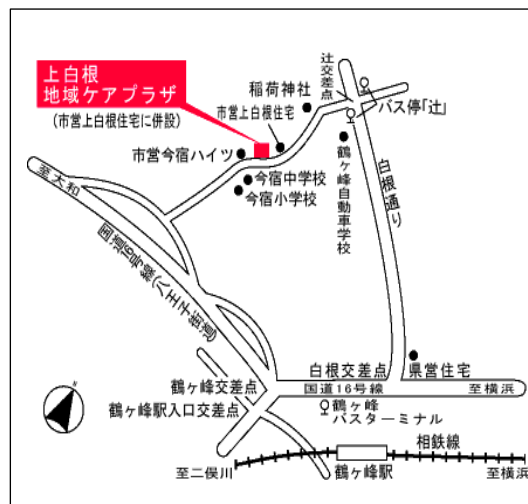 上白根
地域ケアプラザ
(市営上白根住宅に併設)
稲荷神社
市営上白根住宅
辻交差点
バス停「辻」
市営今宿ハイツ
今宿中学校
今宿小学校
鶴ヶ峰自動車学校
白根通り
至大和
国道16号線(八王子街道)
白根交差点
県営住宅
鶴ヶ峰交差点
国道16号線
至横浜
鶴ヶ峰駅入口交差点
鶴ヶ峰
バスターミナル
相鉄線
至二俣川
鶴ヶ峰駅
至横浜